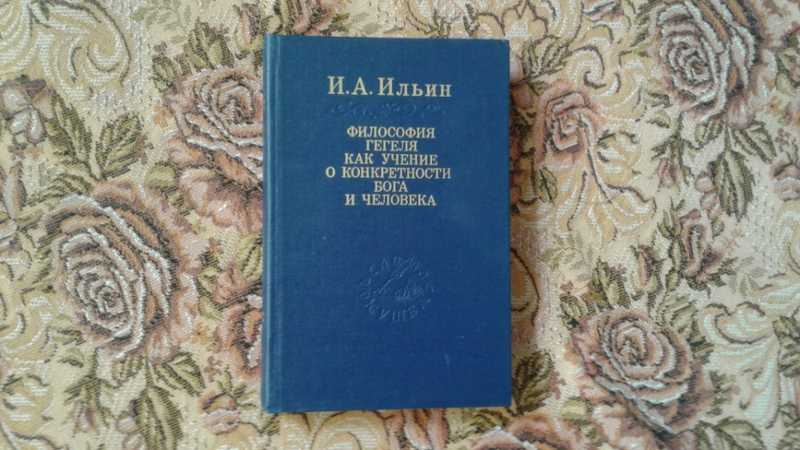 И.А.Ильин
ФИЛОСОФИЯ
ГЕГЕЛЯ
КАК УЧЕНИЕ
О КОНКРЕТНОСТИ
БОГА
И ЧЕЛОВЕКА